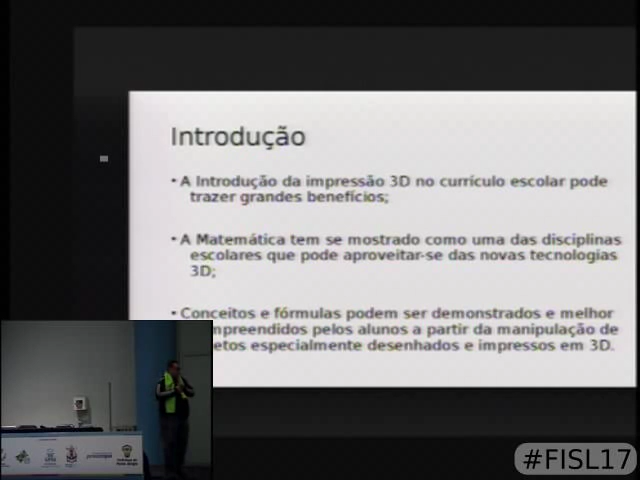 Introdução
• A Introdução da impressão 3D no currículo escolar pode
trazer grandes benefícios;
• A Matemática tem se mostrado como uma das disciplinas
escolares que pode aproveitar-se das novas tecnologias
3D;
• Conceitos e fórmulas podem ser demonstrados e melhor
mpreendidos pelos alunos a partir da manipulação de
etos especialmente desenhados e impressos em 3D.
#FISL17